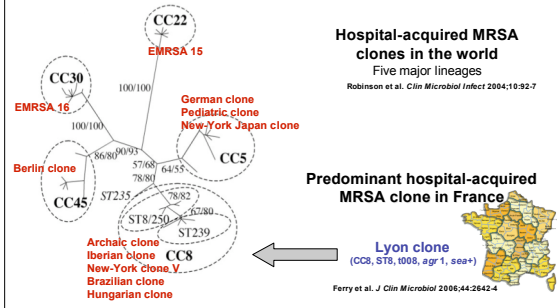 CC22
EMRSA 15
CC30
EMRSA 16
100/100
100/100
German clone
Pediatric clone
New-York Japan clone
CC5
86/80
90/93
57/68
78/80
64/55
Berlin clone
CC45
ST235
78/82
ST8/250
67/80
ST239
CC8
Archaic clone
Iberian clone
New-York clone V
Brazilian clone
Hungarian clone
Hospital-acquired MRSA
clones in the world
Five major lineages
Robinson et al. Clin Microbiol Infect 2004;10:92-7
Predominant hospital-acquired
MRSA clone in France
Lyon clone
(CC8, ST8, t008, agr 1, sea+)
Ferry et al. J Clin Microbiol 2006;44:2642-4